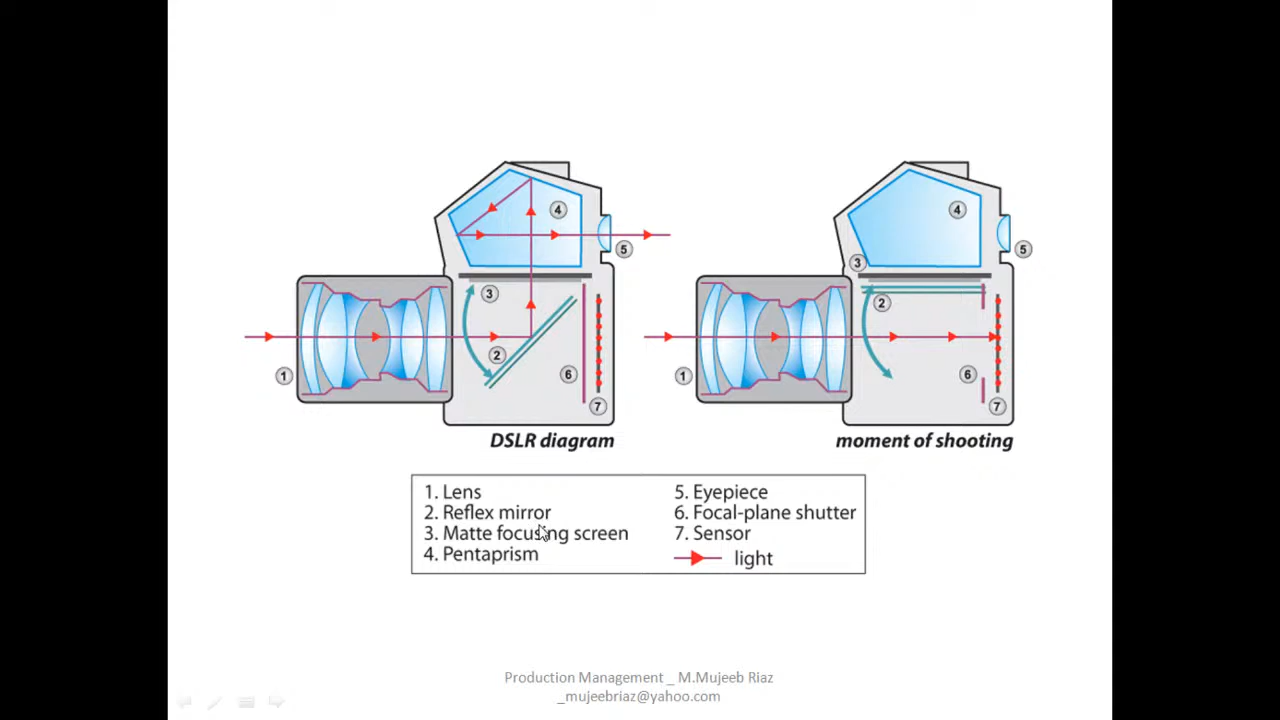 4
5
3
2
1
6
7
DSLR diagram
4
5
3
2
1
6
7
moment of shooting
1. Lens
2. Reflex mirror
3. Matte focusing screen
4. Pentaprism
5. Eyepiece
6. Focal-plane shutter
7. Sensor
light
Production Management _ M.Mujeeb Riaz
_mujeebriaz@yahoo.com